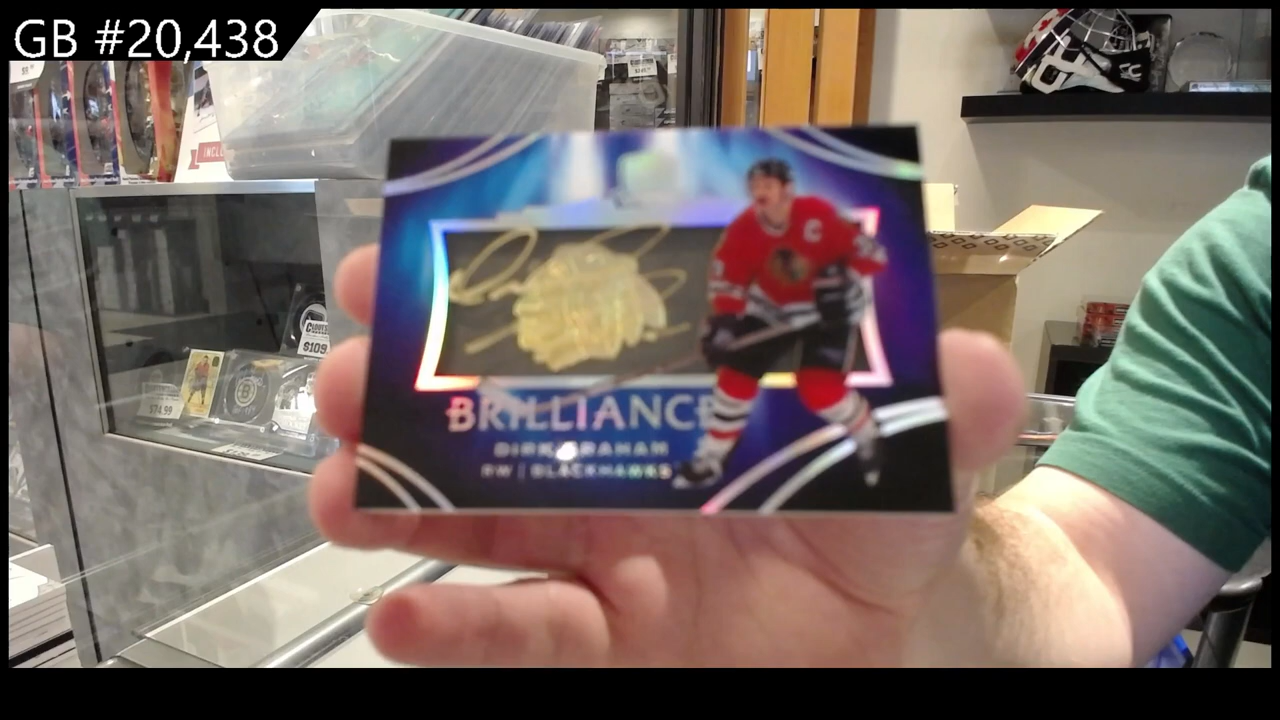 GB #20,438
BRILLIANCE
DIRK GRAHAM
RW | BLACKHAWKS
C
$109
$74.99